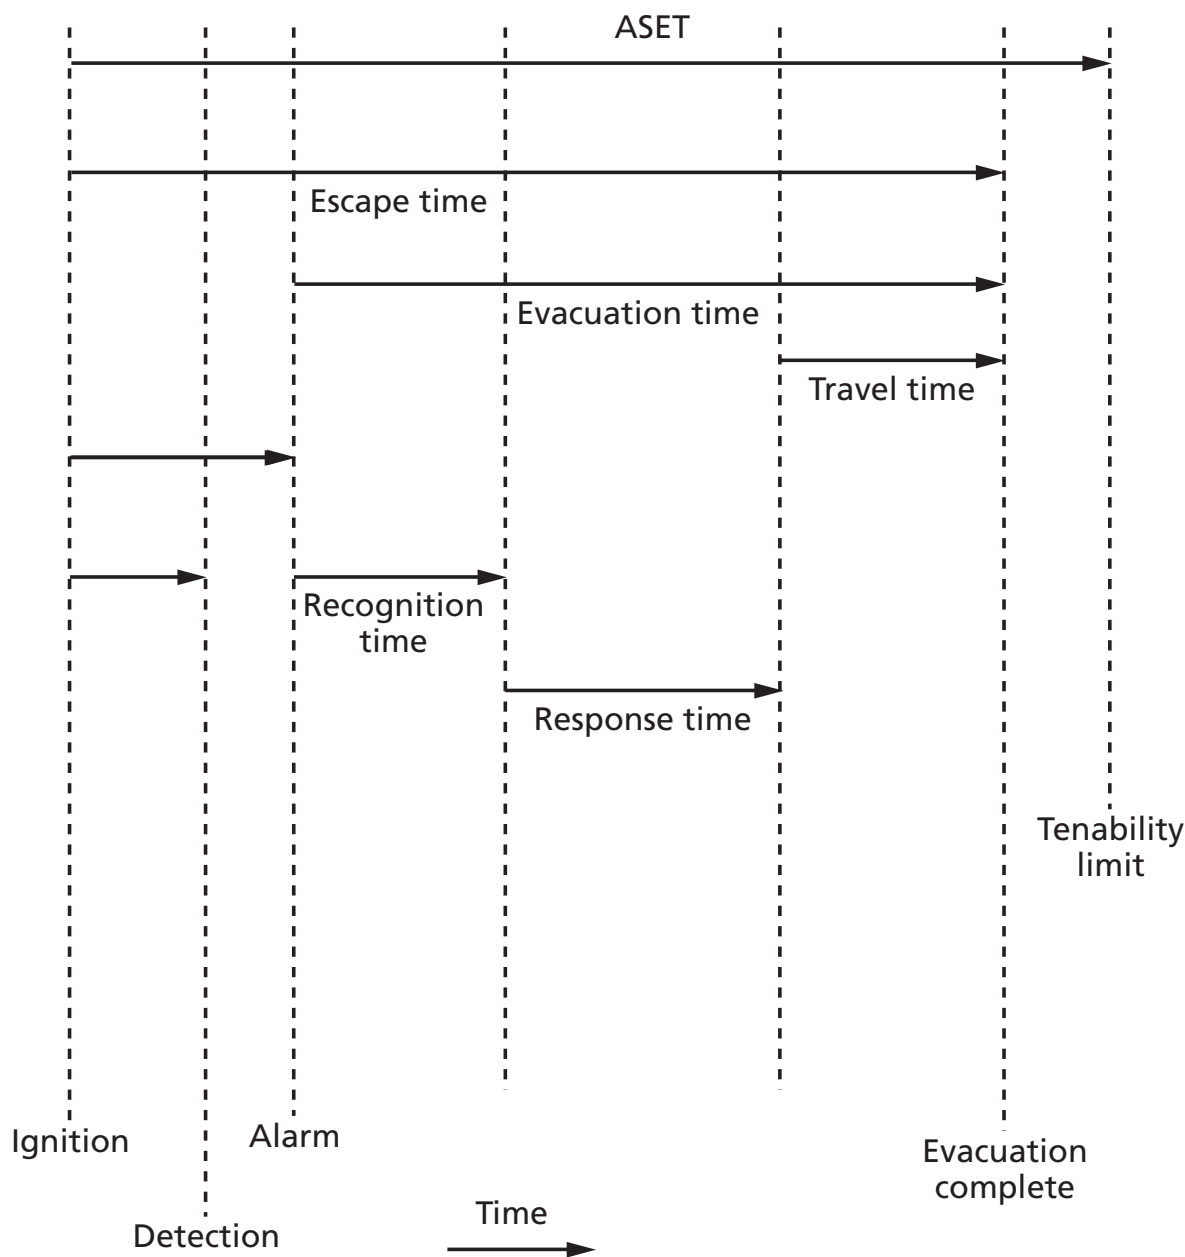 ASET
Escape time
Evacuation time
Travel time
Recognition
time
Response time
Tenability
limit
Ignition
Alarm
Evacuation
complete
Detection
Time